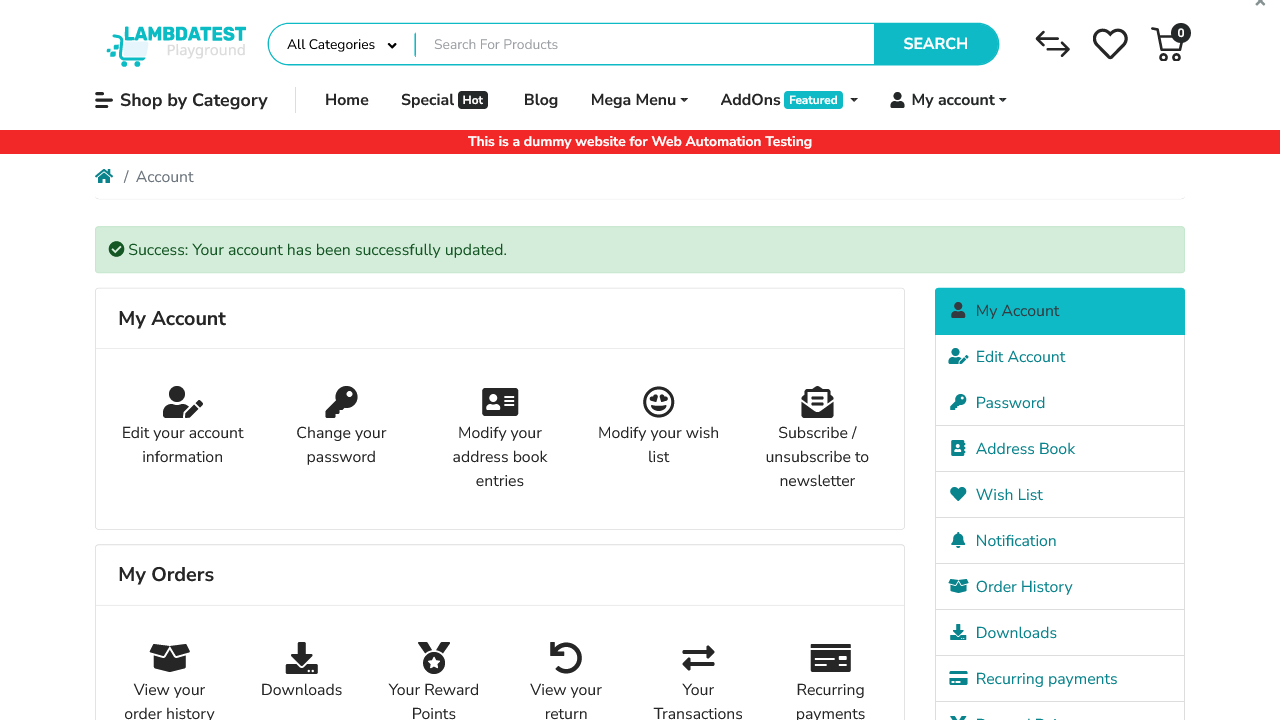 LAMBDATEST
Playground
All Categories
Search For Products
SEARCH
0
Shop by Category
Home
Special Hot
Blog
Mega Menu
AddOns Featured
My account
This is a dummy website for Web Automation Testing
/ Account
Success: Your account has been successfully updated.
My Account
Edit your account
information
Change your
password
Modify your
address book
entries
Modify your wish
list
Subscribe /
unsubscribe to
newsletter
My Orders
View your
order history
Downloads
Your Reward
Points
View your
return
Your
Transactions
Recurring
payments
My Account
Edit Account
Password
Address Book
Wish List
Notification
Order History
Downloads
Recurring payments